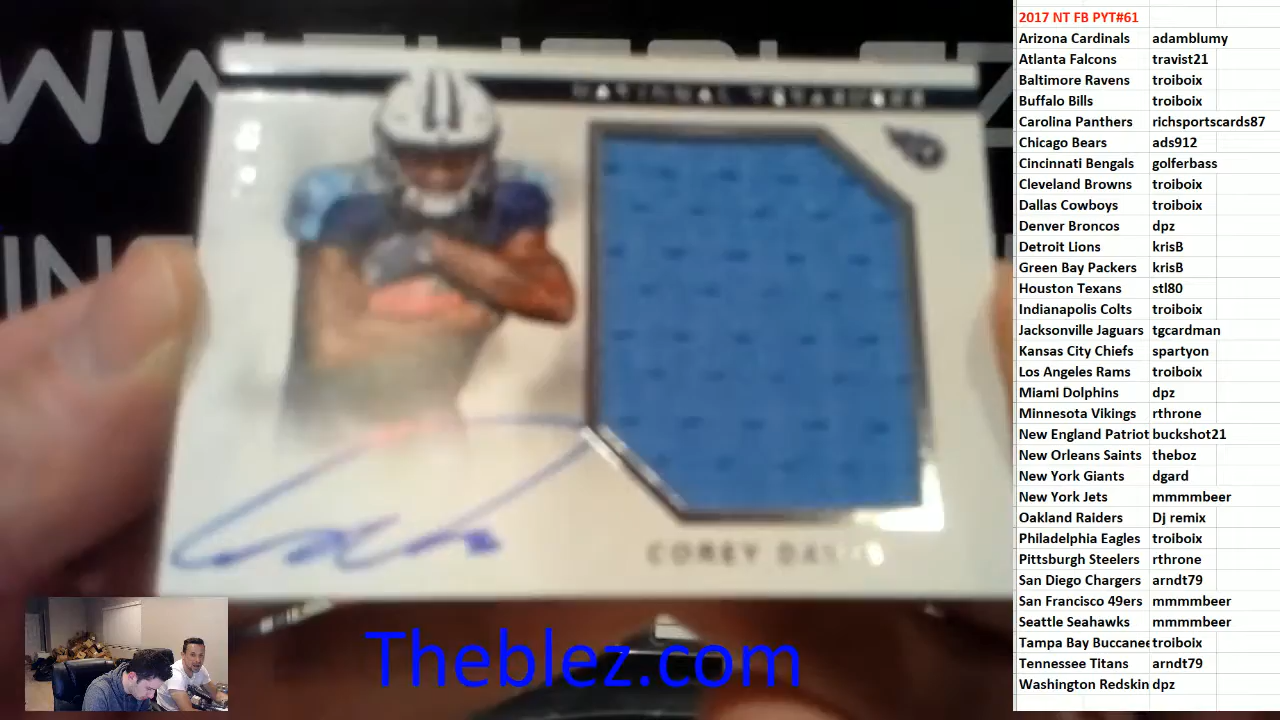 NATIONAL TREASURES
COREY DAVIS
Theblez.com
2017 NT FB PYT#61
Arizona Cardinals adamblumy
Atlanta Falcons travist21
Baltimore Ravens troiboix
Buffalo Bills troiboix
Carolina Panthers richsportscards87
Chicago Bears ads912
Cincinnati Bengals golferbass
Cleveland Browns troiboix
Dallas Cowboys troiboix
Denver Broncos dpz
Detroit Lions krisB
Green Bay Packers krisB
Houston Texans stl80
Indianapolis Colts troiboix
Jacksonville Jaguars tgcardman
Kansas City Chiefs spartyon
Los Angeles Rams troiboix
Miami Dolphins dpz
Minnesota Vikings rthrone
New England Patriot buckshot21
New Orleans Saints theboz
New York Giants dgard
New York Jets mmmmbeer
Oakland Raiders Dj remix
Philadelphia Eagles troiboix
Pittsburgh Steelers rthrone
San Diego Chargers arndt79
San Francisco 49ers mmmmbeer
Seattle Seahawks mmmmbeer
Tampa Bay Buccanee troiboix
Tennessee Titans arndt79
Washington Redskin dpz